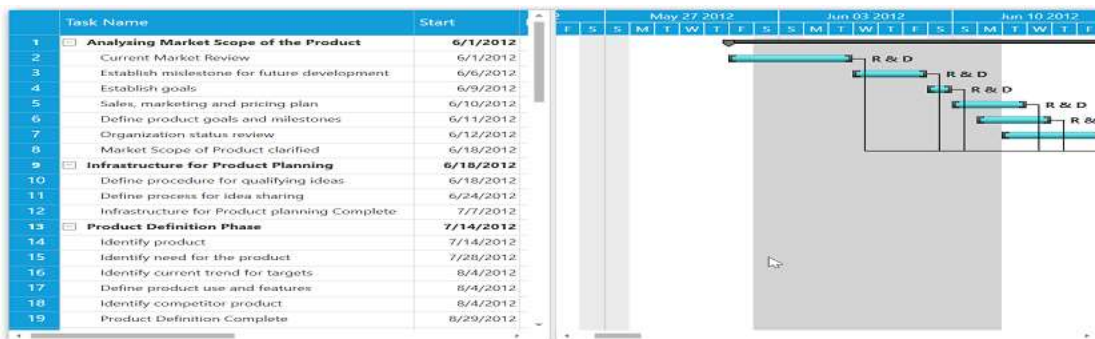 Task Name Start
May 27 2012 Jun 03 2012 Jun 10 2012
F S S M T W T F S S M T W T F S S M T W T F
1 Analysing Market Scope of the Product 6/1/2012
2 Current Market Review 6/1/2012 R & D
3 Establish mislestone for future development 6/6/2012 R & D
4 Establish goals 6/9/2012 R & D
5 Sales, marketing and pricing plan 6/10/2012 R & D
6 Define product goals and milestones 6/11/2012 R &
7 Organization status review 6/12/2012
8 Market Scope of Product clarified 6/18/2012
9 Infrastructure for Product Planning 6/18/2012
10 Define procedure for qualifying ideas 6/18/2012
11 Define process for idea sharing 6/24/2012
12 Infrastructure for Product planning Complete 7/7/2012
13 Product Definition Phase 7/14/2012
14 Identify product 7/14/2012
15 Identify need for the product 7/28/2012
16 Identify current trend for targets 8/4/2012
17 Define product use and features 8/4/2012
18 Identify competitor product 8/4/2012
19 Product Definition Complete 8/29/2012